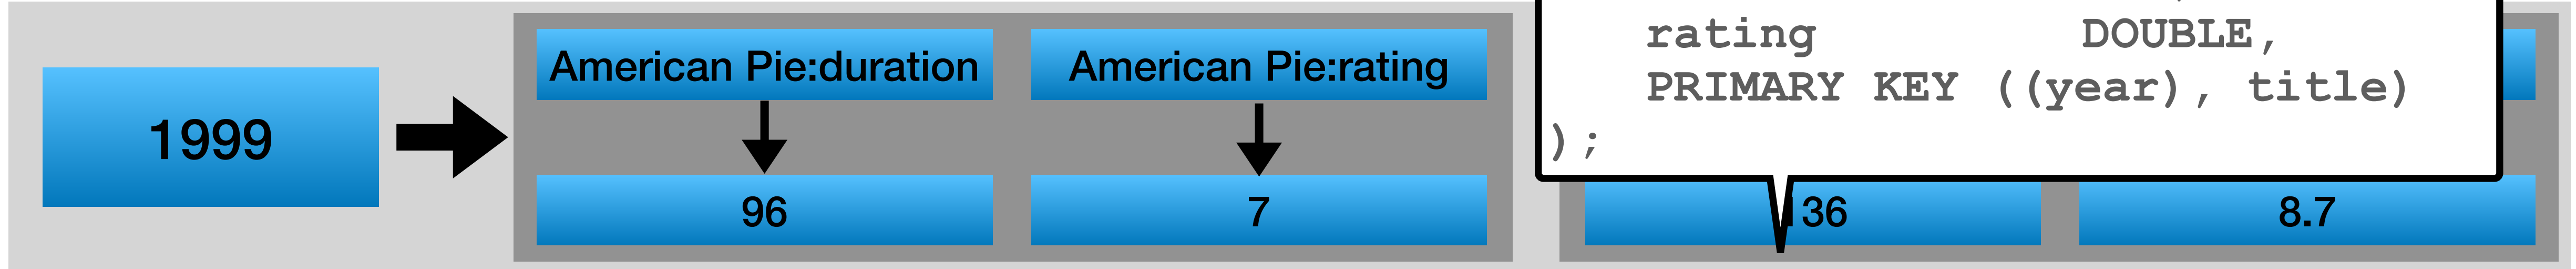 1999
American Pie:duration
American Pie:rating
96
7
rating DOUBLE,
PRIMARY KEY ((year), title)
);
36
8.7